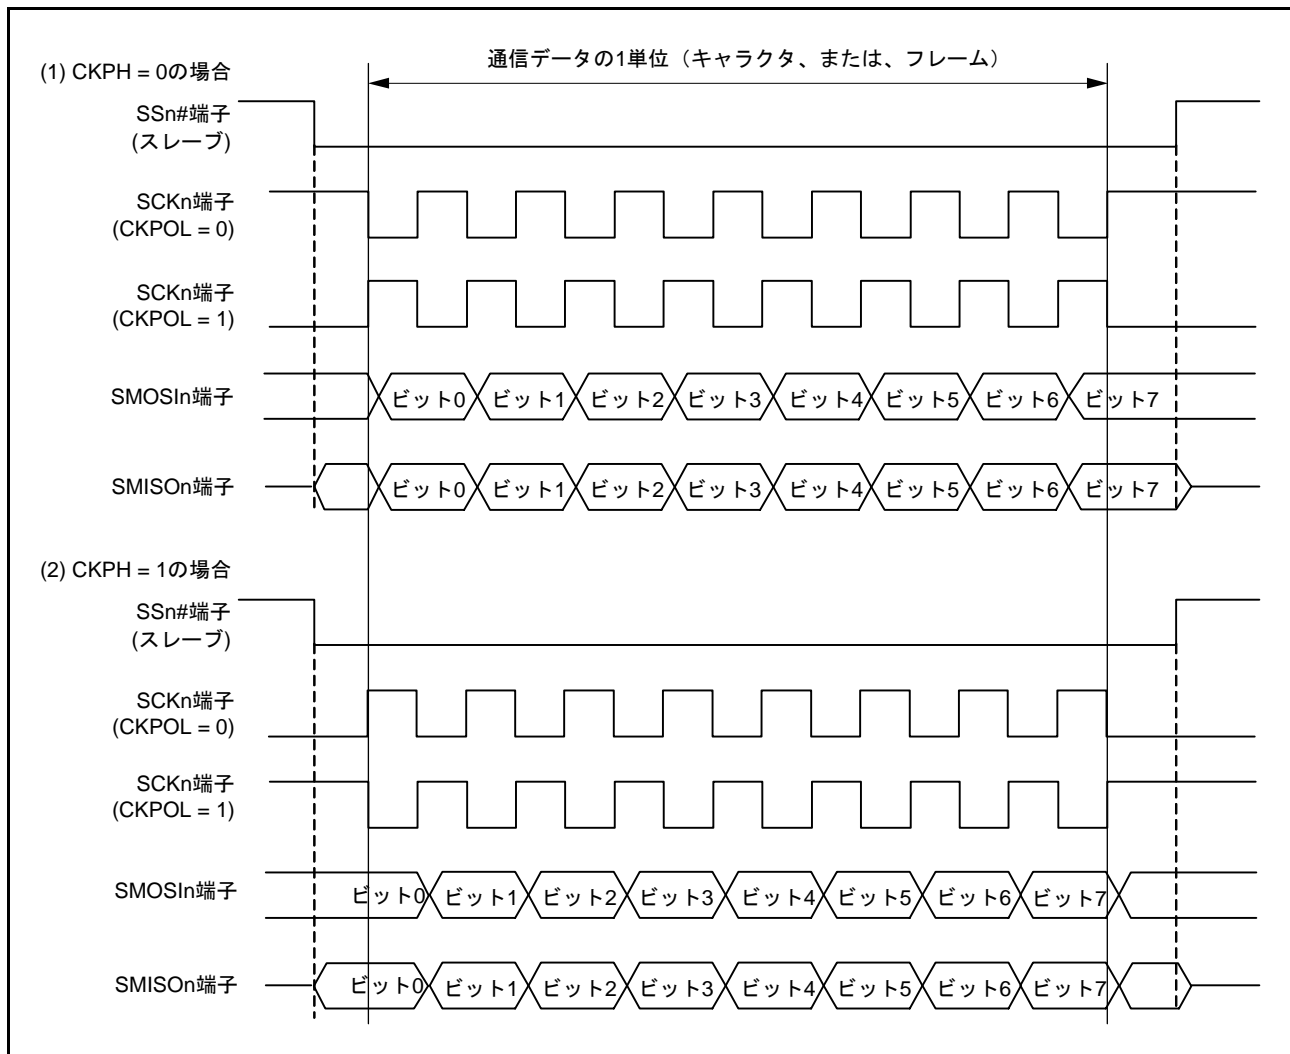 通信データの1単位（キャラクタ、または、フレーム）
(1) CKPH = 0の場合
SSn#端子
(スレーブ)
SCKn端子
(CKPOL = 0)
SCKn端子
(CKPOL = 1)
SMOSIn端子
ビット0 ビット1 ビット2 ビット3 ビット4 ビット5 ビット6 ビット7
SMISOn端子
ビット0 ビット1 ビット2 ビット3 ビット4 ビット5 ビット6 ビット7
(2) CKPH = 1の場合
SSn#端子
(スレーブ)
SCKn端子
(CKPOL = 0)
SCKn端子
(CKPOL = 1)
SMOSIn端子
ビット0 ビット1 ビット2 ビット3 ビット4 ビット5 ビット6 ビット7
SMISOn端子
ビット0 ビット1 ビット2 ビット3 ビット4 ビット5 ビット6 ビット7